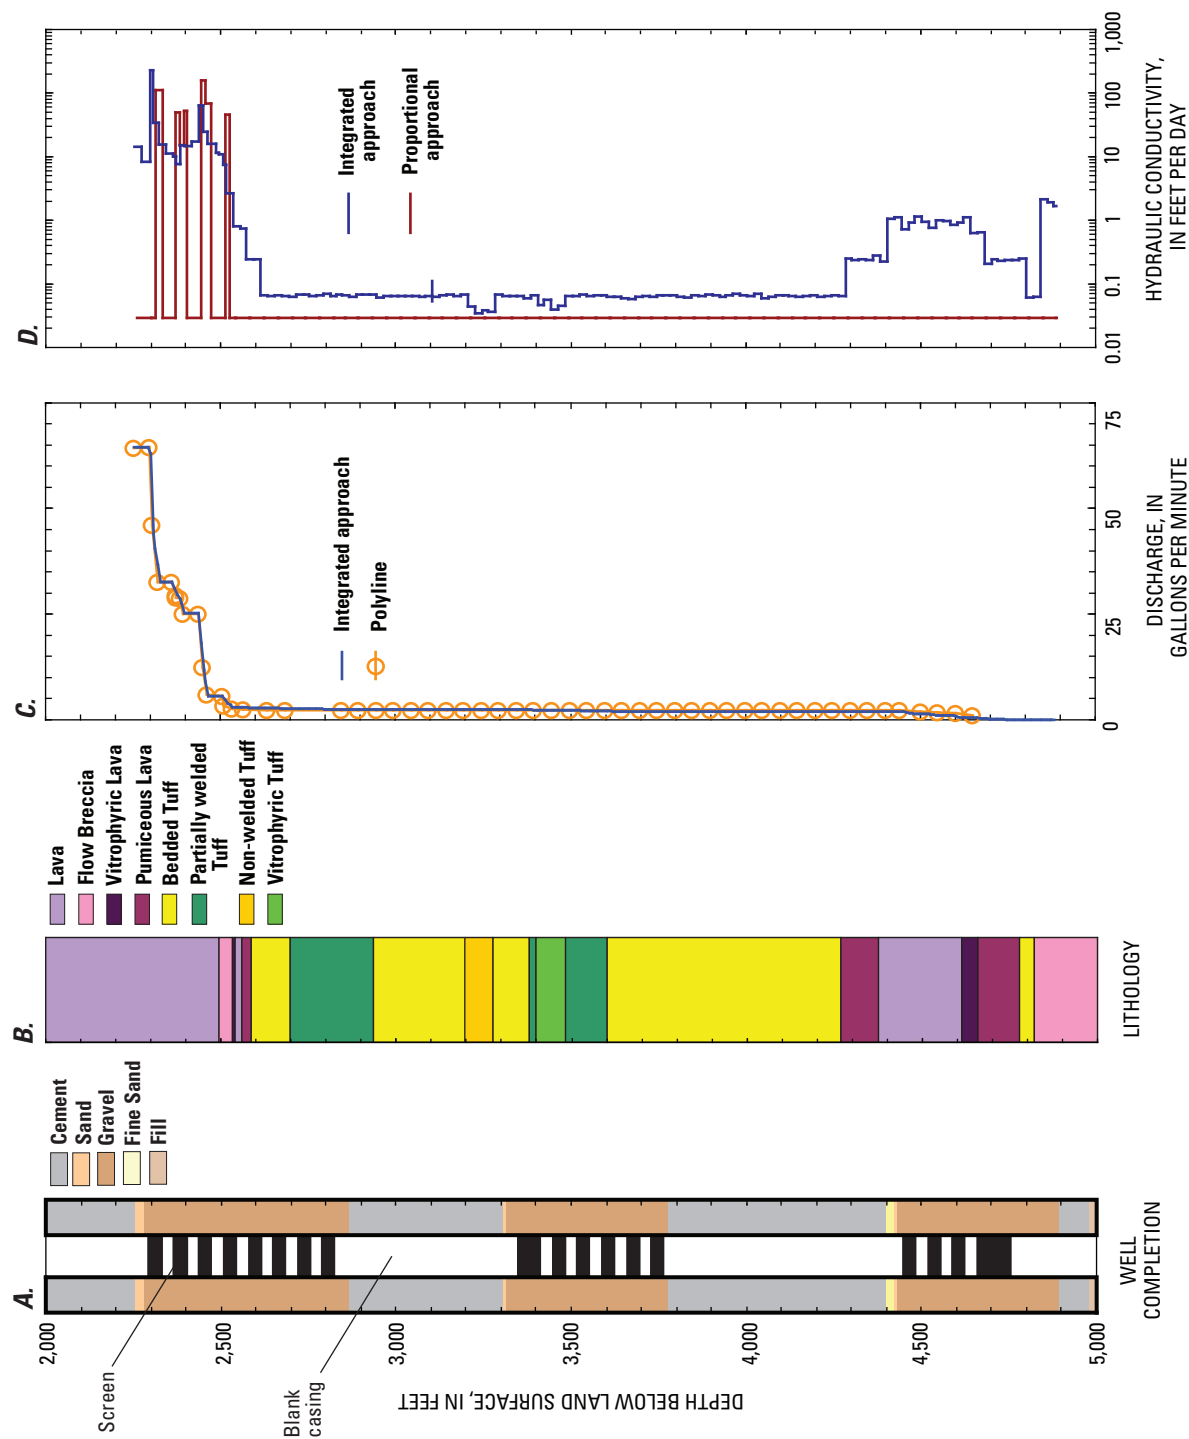 A.
Screen
Blank
casing
DEPTH BELOW LAND SURFACE, IN FEET
2,000
2,500
3,000
3,500
4,000
4,500
5,000
WELL
COMPLETION
Cement
Sand
Gravel
Fine Sand
Fill
B.
LITHOLOGY
Lava
Flow Breccia
Vitrophyric Lava
Pumiceous Lava
Bedded Tuff
Partially welded
Tuff
Non-welded Tuff
Vitrophyric Tuff
C.
Integrated approach
Polyline
0
25
50
75
DISCHARGE, IN
GALLONS PER MINUTE
D.
Integrated
approach
Proportional
approach
0.01
0.1
1
10
100
1,000
HYDRAULIC CONDUCTIVITY,
IN FEET PER DAY